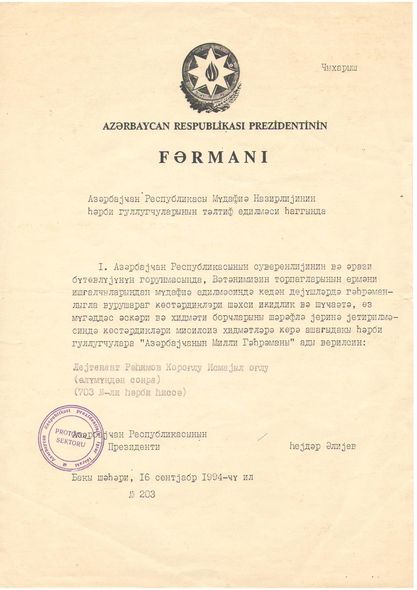 Чыхарыш
AZƏRBAYCAN RESPUBLİKASI PREZİDENTİNİN
FƏRMANI
Азәрбајҹан Республикасы Мүдафиә Назирлијинин
һәрби гуллугчуларынын тәлтиф едилмәси һаггында
I. Азәрбајҹан Республикасынын суверенлијинин вә әрази
бүтөвлүјүнүн горунмасында, Вәтәнимизин торпагларынын ермәни
ишғалчыларындан мүдафиә едилмәсиндә кедән дөјүшләрдә гәһрәман-
лыгла вурушараг көстәрдикләри шәхси икидлик вә шүҹаәтә, өз
мүгәддәс әскәри вә хидмәти борчларыны шәрәфлә јеринә јетирилмә-
синдә көстәрдикләри мисилсиз хидмәтләрә көрә ашағыдакы һәрби
гуллугчулара "Азәрбајҹанын Милли Гәһрәманы" ады верилсин:
Лејтенант Рәһимов Короғлу Исмајыл оғлу
(өлүмүндән сонра)
(703 №-ли һәрби һиссә)
PROTOKOL
SEKTORU
Азәрбајҹан Республикасынын
Президенти һејдәр Әлијев
Бакы шәһәри, 16 сентјабр 1994-ҹү ил
№ 203